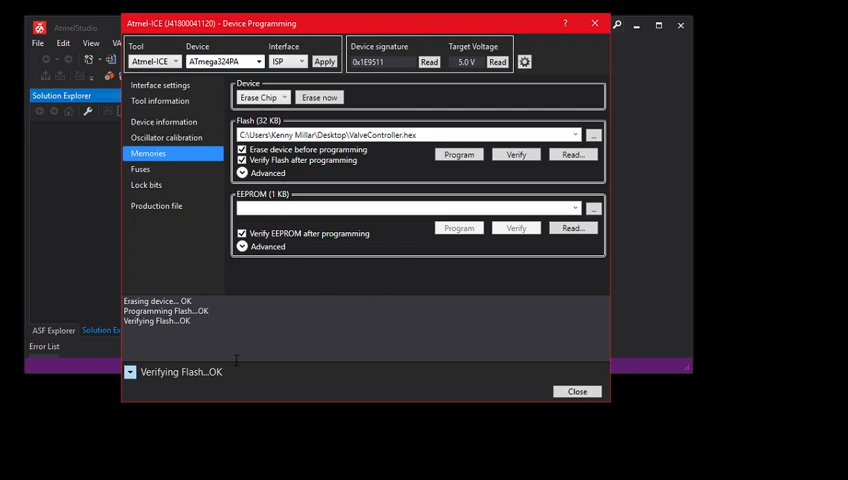 Atmel-ICE (J41800041120) - Device Programming
?
AtmelStudio
File Edit View VA
Solution Explorer
ASF Explorer Solution Ex
Error List
Tool Device Interface
Atmel-ICE ATmega324PA ISP Apply
Device signature Target Voltage
0x1E9511 Read 5.0 V Read
Interface settings
Tool information
Device information
Oscillator calibration
Memories
Fuses
Lock bits
Production file
Device
Erase Chip Erase now
Flash (32 KB)
C:\Users\Kenny Millar\Desktop\ValveController.hex ...
Erase device before programming
Verify Flash after programming
Program Verify Read...
Advanced
EEPROM (1 KB)
...
Verify EEPROM after programming
Program Verify Read...
Advanced
Erasing device... OK
Programming Flash...OK
Verifying Flash...OK
Verifying Flash...OK
Close